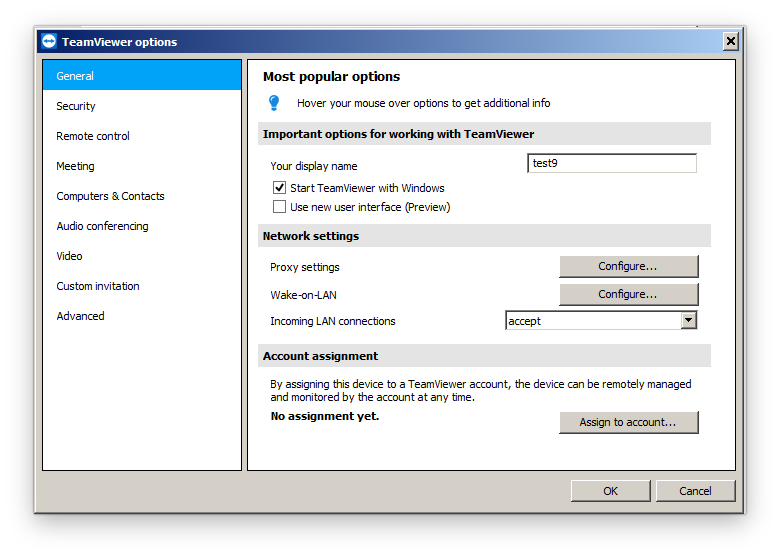 TeamViewer options
General
Security
Remote control
Meeting
Computers & Contacts
Audio conferencing
Video
Custom invitation
Advanced
Most popular options
Hover your mouse over options to get additional info
Important options for working with TeamViewer
Your display name
test9
Start TeamViewer with Windows
Use new user interface (Preview)
Network settings
Proxy settings
Configure...
Wake-on-LAN
Configure...
Incoming LAN connections
accept
Account assignment
By assigning this device to a TeamViewer account, the device can be remotely managed
and monitored by the account at any time.
No assignment yet.
Assign to account...
OK
Cancel